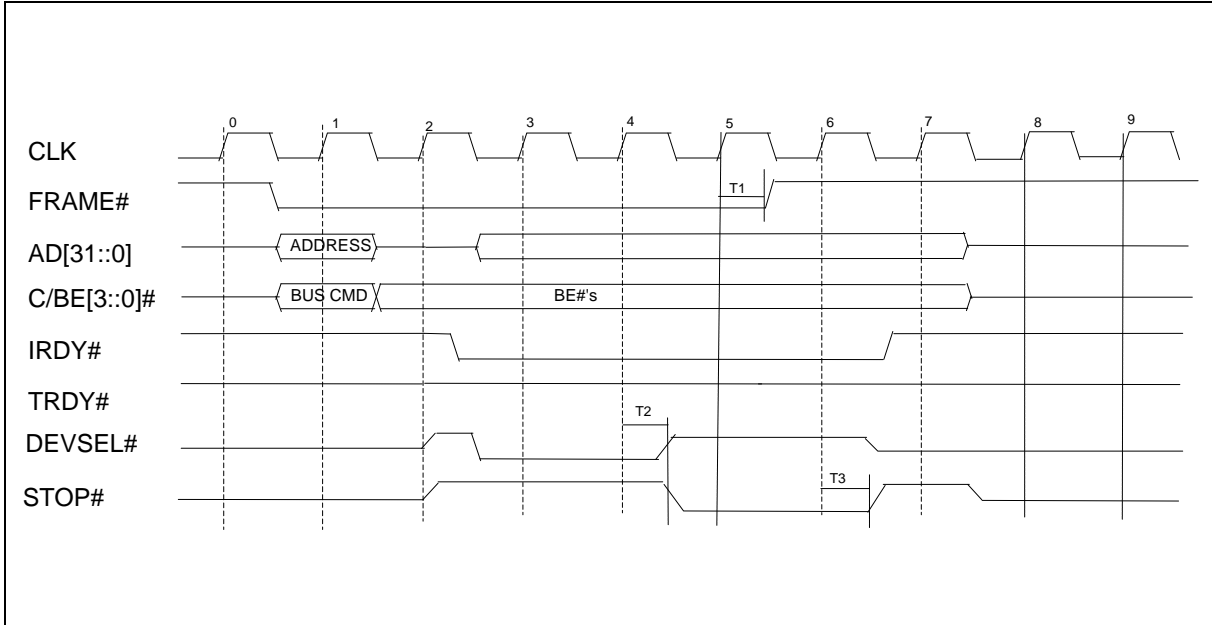 0 1 2 3 4 5 6 7 8 9
CLK
T1
FRAME#
ADDRESS
AD[31::0]
BUS CMD BE#'s
C/BE[3::0]#
IRDY#
TRDY#
T2
DEVSEL#
T3
STOP#